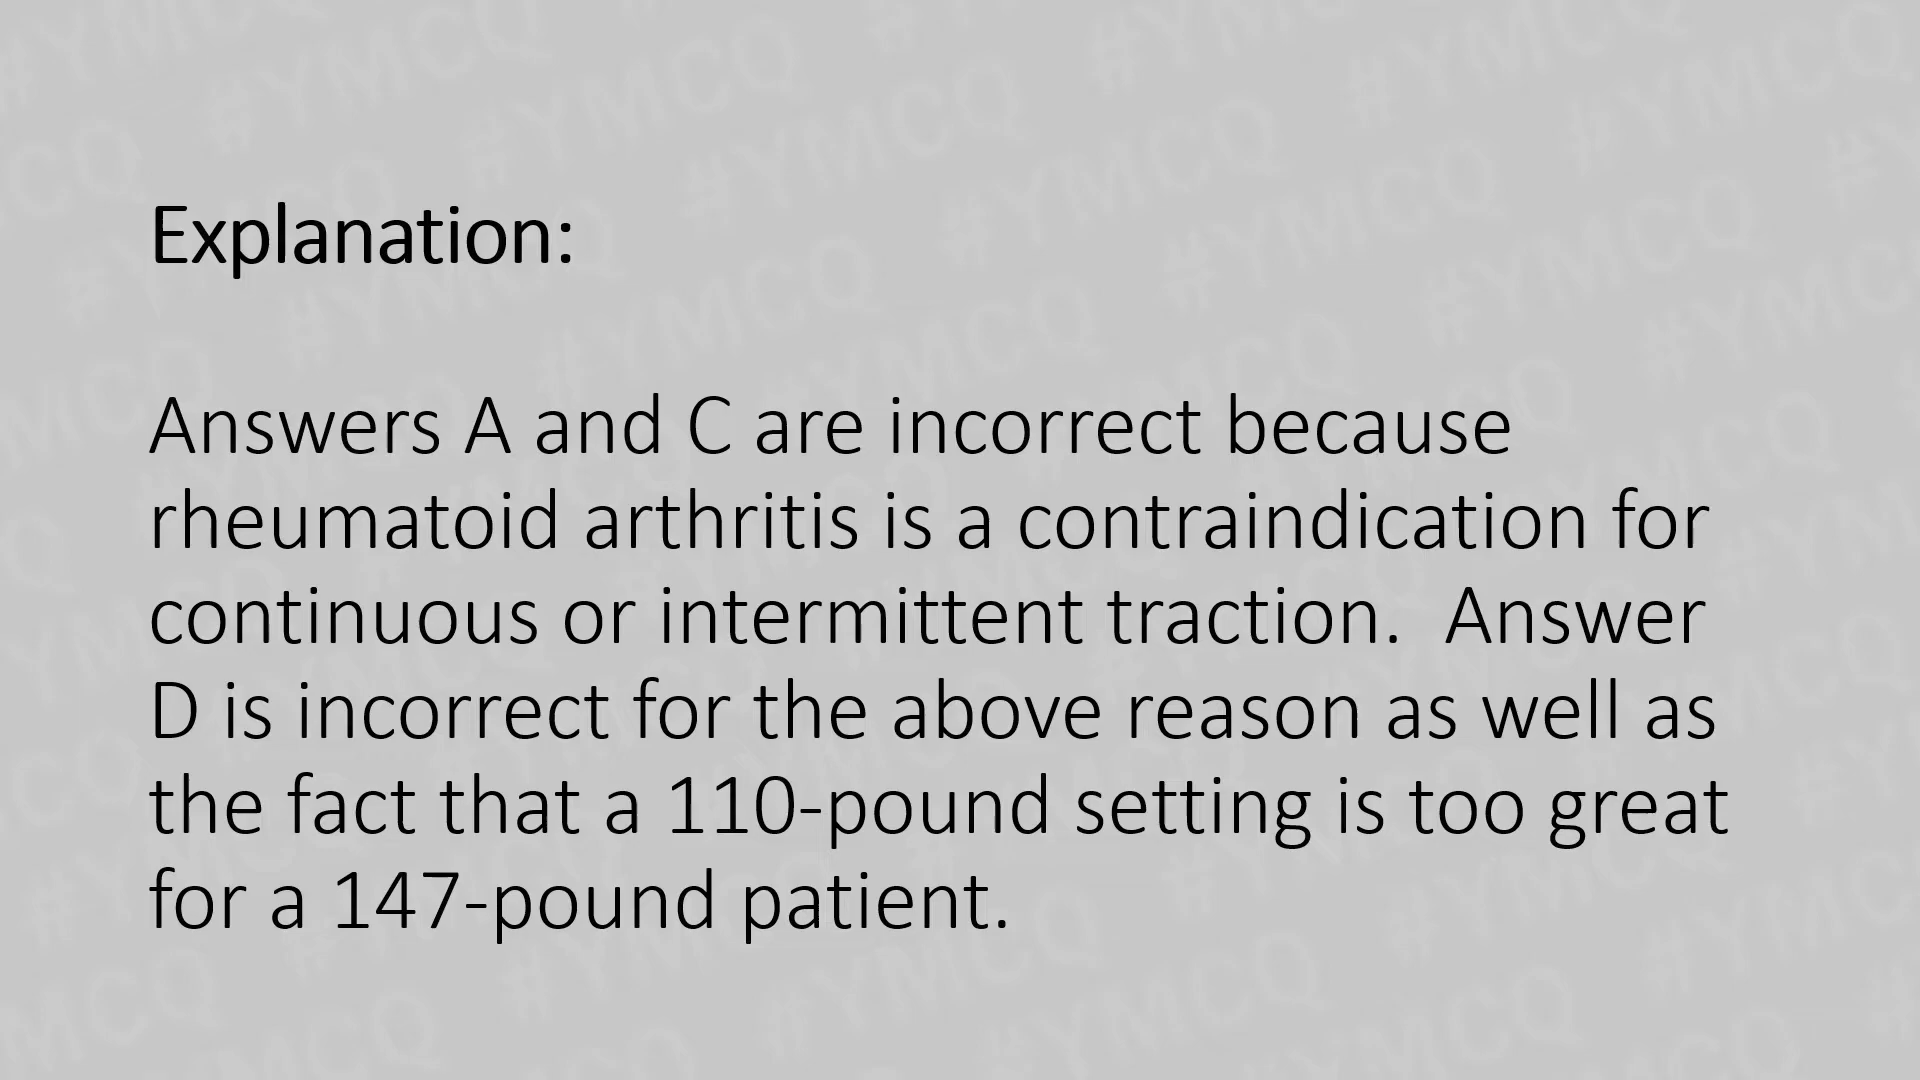 Explanation:
Answers A and C are incorrect because
rheumatoid arthritis is a contraindication for
continuous or intermittent traction.  Answer
D is incorrect for the above reason as well as
the fact that a 110-pound setting is too great
for a 147-pound patient.
#YMCQ